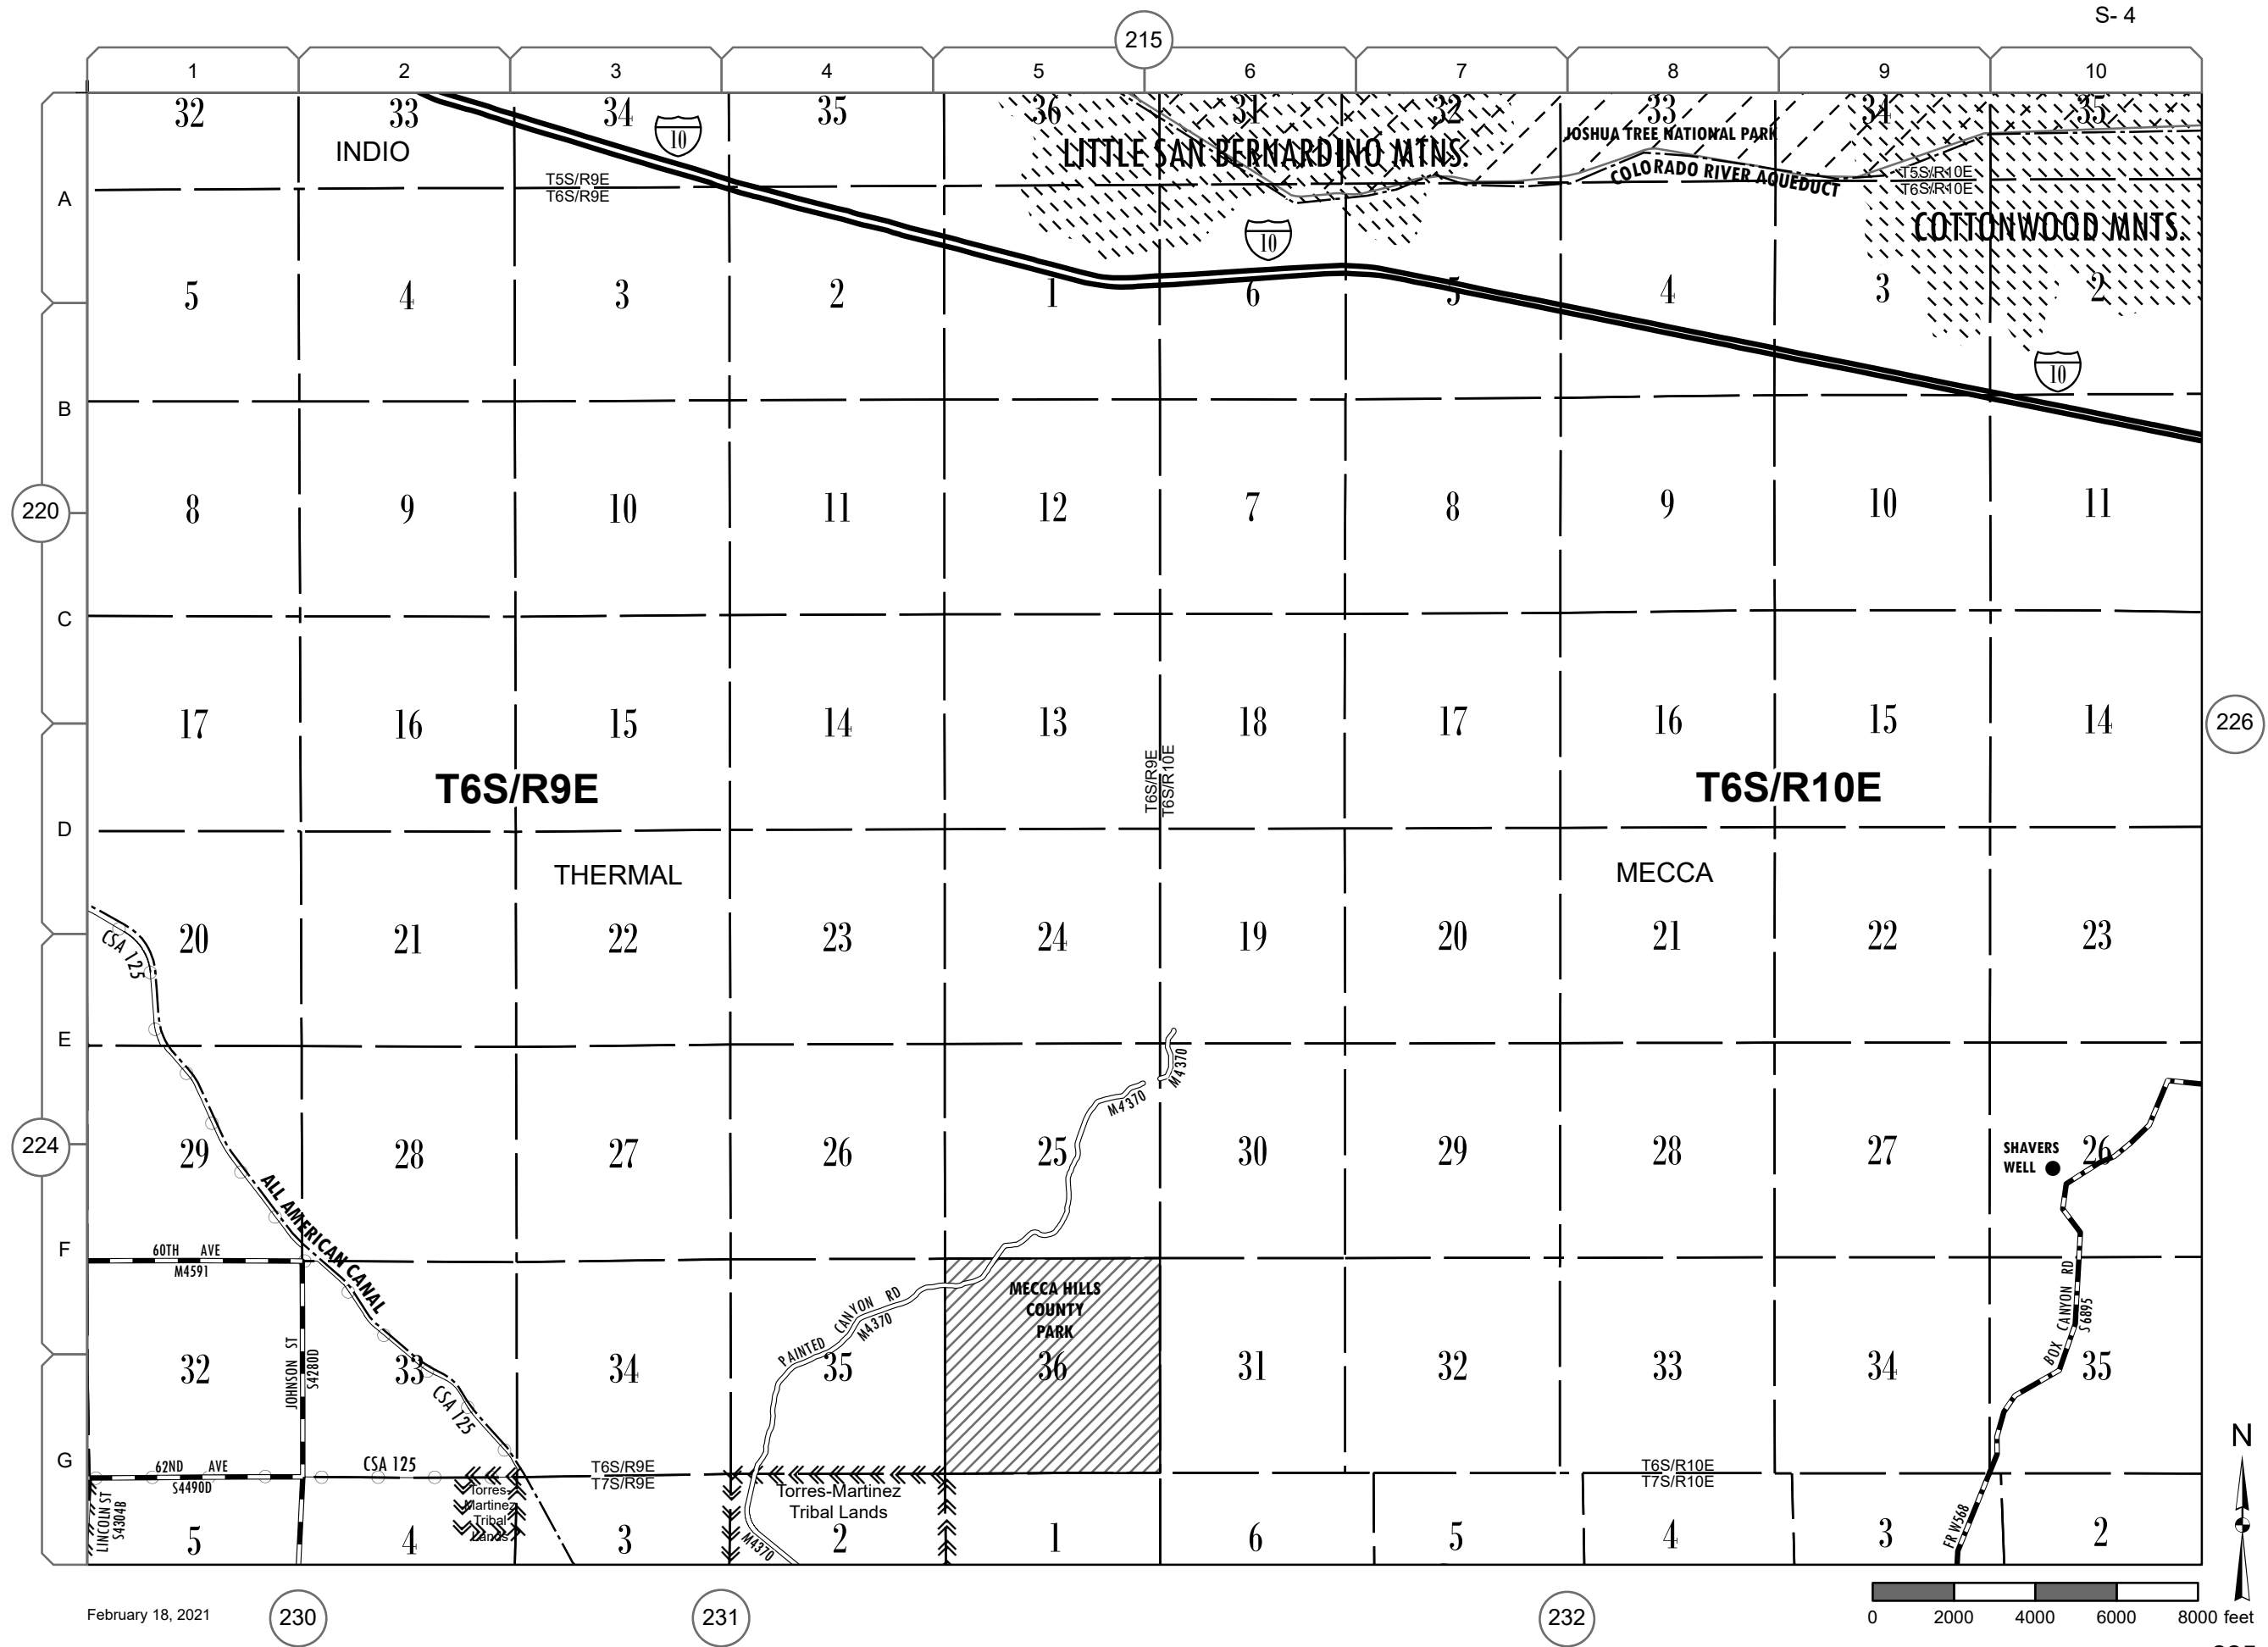 S- 4
215
1 2 3 4 5 6 7 8 9 10
32 33 34 35 36 31 32 33 34 35
10
INDIO
JOSHUA TREE NATIONAL PARK
LITTLE SAN BERNARDINO MTNS.
COLORADO RIVER AQUEDUCT
T5S/R9E
T6S/R9E
T5S/R10E
T6S/R10E
A
COTTONWOOD MNTS.
10
5 4 3 2 1 6 5 4 3 2
10
B
220
8 9 10 11 12 7 8 9 10 11
C
17 16 15 14 13 18 17 16 15 14
226
T6S/R9E
T6S/R10E
T6S/R9E
T6S/R10E
D
THERMAL
MECCA
CSA 125
20 21 22 23 24 19 20 21 22 23
E
M4370
M4370
224
29 28 27 26 25 30 29 28 27 26
SHAVERS
WELL
ALL AMERICAN CANAL
F
60TH AVE
M4591
MECCA HILLS
COUNTY
PARK
PAINTED CANYON RD
M4370
BOX CANYON RD
S6895
JOHNSON ST
S4280D
32 33 34 35 36 31 32 33 34 35
CSA 125
G
62ND AVE
S4490D
CSA 125
T6S/R9E
T7S/R9E
T6S/R10E
T7S/R10E
Torres-
Martinez
Tribal
Lands
Torres-Martinez
Tribal Lands
LINCOLN ST
S4304B
M4370
FR W568
5 4 3 2 1 6 5 4 3 2
N
February 18, 2021
230
231
232
0 2000 4000 6000 8000 feet